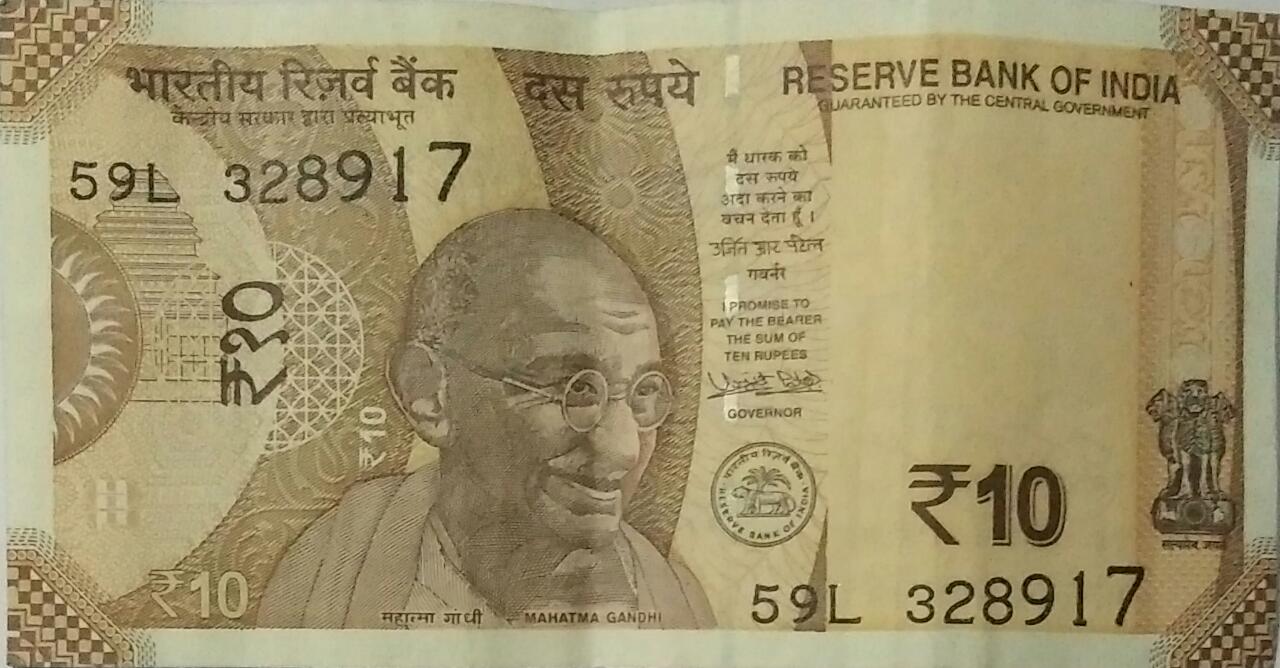 भारतीय रिज़र्व बैंक
केन्द्रीय सरकार द्वारा प्रत्याभूत
दस रुपये
RESERVE BANK OF INDIA
GUARANTEED BY THE CENTRAL GOVERNMENT
59L 328917
₹१०
₹10
मैं धारक को
दस रुपये
अदा करने का
वचन देता हूँ ।
उर्जित आर पटेल
गवर्नर
I PROMISE TO
PAY THE BEARER
THE SUM OF
TEN RUPEES
Urjit Patel
GOVERNOR
भारतीय रिज़र्व बैंक
RESERVE BANK OF INDIA
₹10
सत्यमेव जयते
₹10
महात्मा गांधी
MAHATMA GANDHI
59L 328917